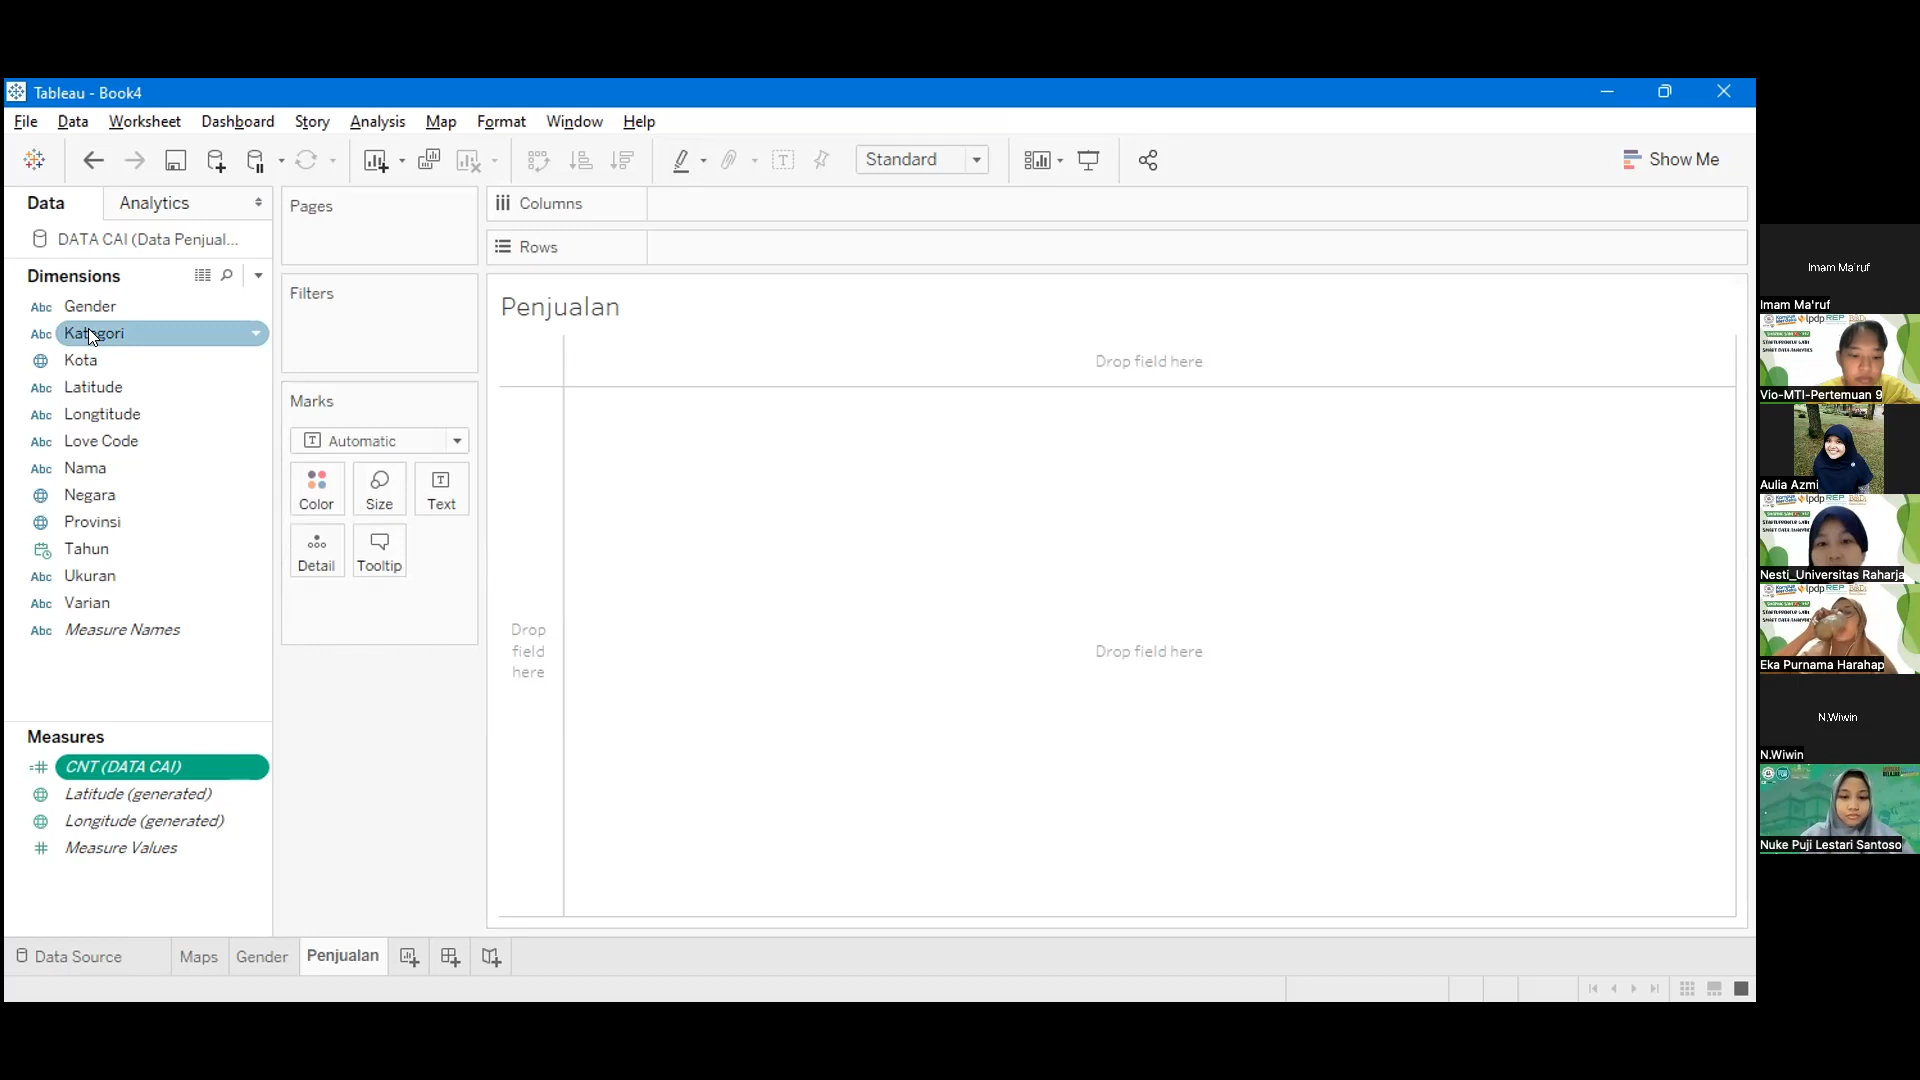 Tableau - Book4
File Data Worksheet Dashboard Story Analysis Map Format Window Help
Standard
Show Me
Data
Analytics
DATA CAI (Data Penjual...
Dimensions
Abc Gender
Abc Kategori
Kota
Abc Latitude
Abc Longtitude
Abc Love Code
Abc Nama
Negara
Provinsi
Tahun
Abc Ukuran
Abc Varian
Abc Measure Names
Measures
CNT (DATA CAI)
Latitude (generated)
Longitude (generated)
Measure Values
Pages
Filters
Marks
Automatic
Color
Size
Text
Detail
Tooltip
Columns
Rows
Penjualan
Drop field here
Drop
field
here
Drop field here
Data Source
Maps
Gender
Penjualan
Imam Ma'ruf
Imam Ma'ruf
Vio-MTI-Pertemuan 9
Aulia Azmi
Nesti_Universitas Raharja
Eka Purnama Harahap
N.Wiwin
N.Wiwin
Nuke Puji Lestari Santoso